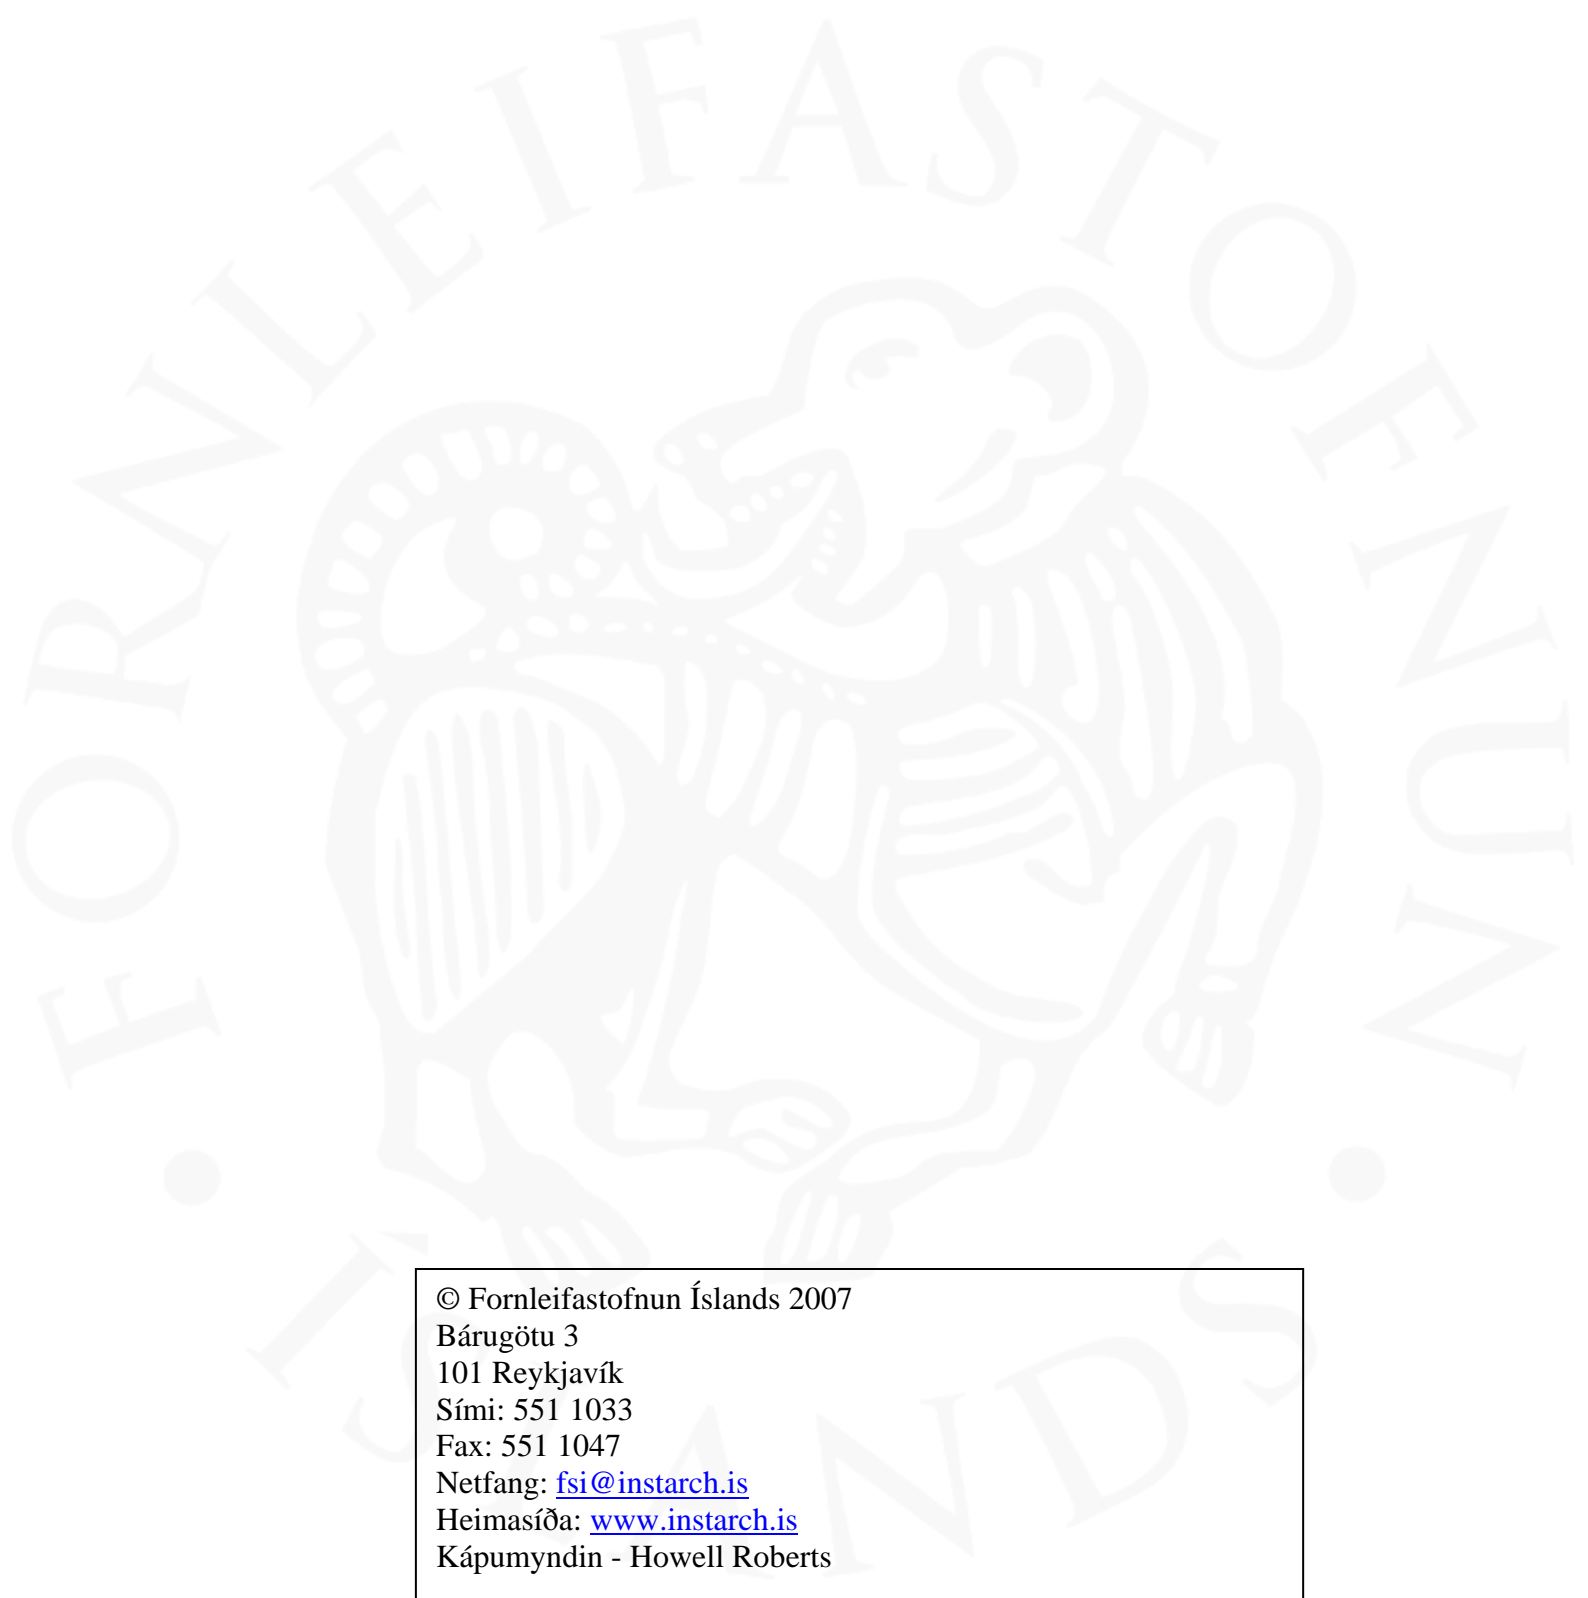 FORNLEIFASTOFNUN
· ÍSLANDS ·
© Fornleifastofnun Íslands 2007
Bárugötu 3
101 Reykjavík
Sími: 551 1033
Fax: 551 1047
Netfang: fsi@instarch.is
Heimasíða: www.instarch.is
Kápumyndin - Howell Roberts